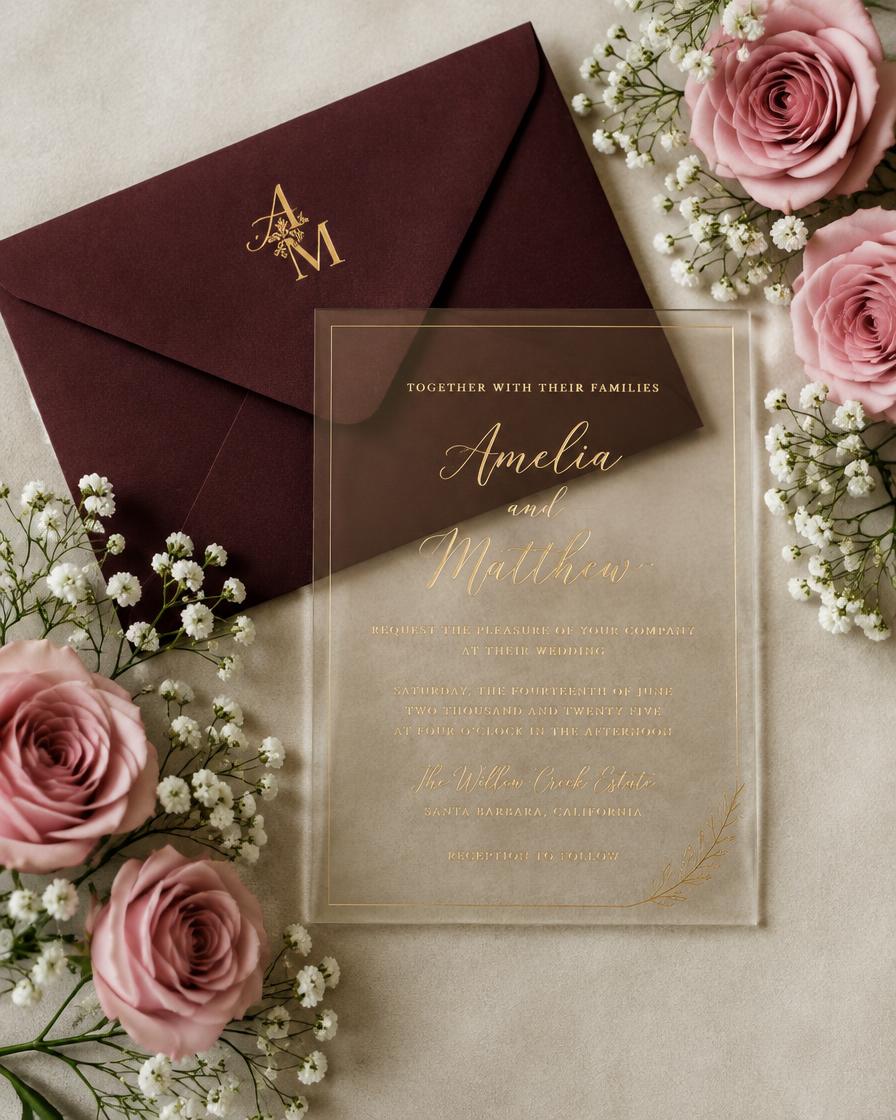 A
M
TOGETHER WITH THEIR FAMILIES
Amelia
and
Matthew
REQUEST THE PLEASURE OF YOUR COMPANY
AT THEIR WEDDING
SATURDAY, THE FOURTEENTH OF JUNE
TWO THOUSAND AND TWENTY FIVE
AT FOUR O'CLOCK IN THE AFTERNOON
The Willow Creek Estate
SANTA BARBARA, CALIFORNIA
RECEPTION TO FOLLOW